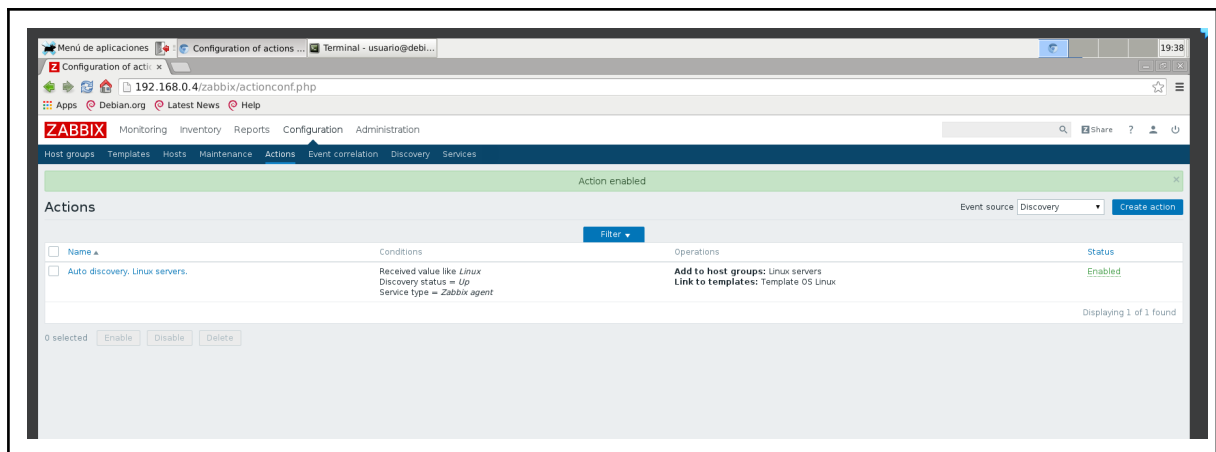 Menú de aplicaciones Configuration of actions ... Terminal - usuario@debi... 19:38
Configuration of actio
192.168.0.4/zabbix/actionconf.php
Apps Debian.org Latest News Help
ZABBIX Monitoring Inventory Reports Configuration Administration Z Share ?
Host groups Templates Hosts Maintenance Actions Event correlation Discovery Services
Action enabled
Actions Event source Discovery Create action
Filter
Name Conditions Operations Status
Auto discovery. Linux servers. Received value like Linux Add to host groups: Linux servers Enabled
Discovery status = Up Link to templates: Template OS Linux
Service type = Zabbix agent
Displaying 1 of 1 found
0 selected Enable Disable Delete